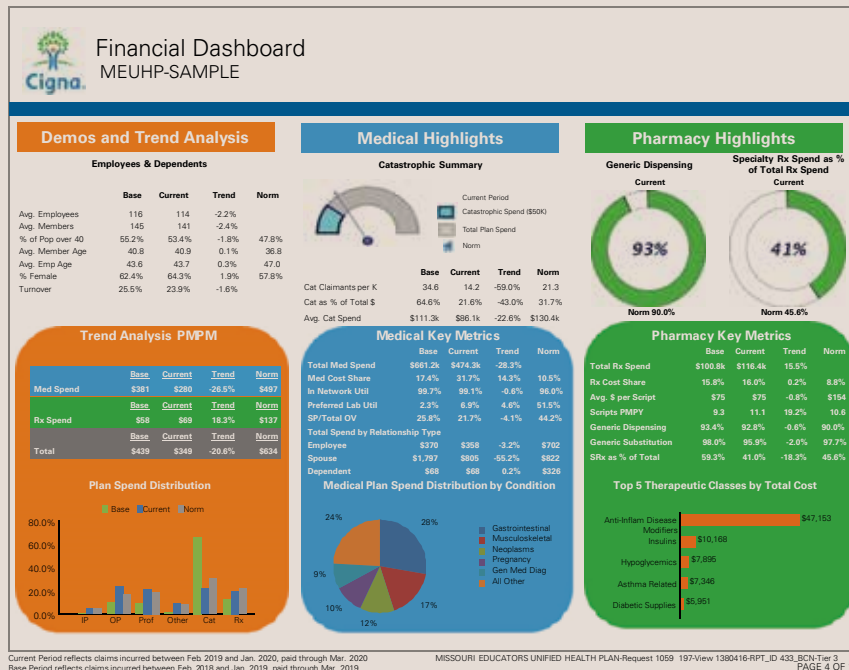 Cigna.
Financial Dashboard
MEUHP-SAMPLE
Demos and Trend Analysis
Employees & Dependents
Base Current Trend Norm
Avg. Employees 116 114 -2.2%
Avg. Members 145 141 -2.4%
% of Pop over 40 55.2% 53.4% -1.8% 47.8%
Avg. Member Age 40.8 40.9 0.1% 36.8
Avg. Emp Age 43.6 43.7 0.3% 47.0
% Female 62.4% 64.3% 1.9% 57.8%
Turnover 25.5% 23.9% -1.6%
Trend Analysis PMPM
Base Current Trend Norm
Med Spend $381 $280 -26.5% $497
Base Current Trend Norm
Rx Spend $58 $69 18.3% $137
Base Current Trend Norm
Total $439 $349 -20.6% $634
Plan Spend Distribution
Base Current Norm
80.0%
60.0%
40.0%
20.0%
0.0%
IP OP Prof Other Cat Rx
Medical Highlights
Catastrophic Summary
Current Period
Catastrophic Spend ($50K)
Total Plan Spend
Norm
Base Current Trend Norm
Cat Claimants per K 34.6 14.2 -59.0% 21.3
Cat as % of Total $ 64.6% 21.6% -43.0% 31.7%
Avg. Cat Spend $111.3k $86.1k -22.6% $130.4k
Medical Key Metrics
Base Current Trend Norm
Total Med Spend $661.2k $474.3k -28.3%
Med Cost Share 17.4% 31.7% 14.3% 10.5%
In Network Util 99.7% 99.1% -0.6% 96.0%
Preferred Lab Util 2.3% 6.9% 4.6% 51.5%
SP/Total OV 25.8% 21.7% -4.1% 44.2%
Total Spend by Relationship Type
Employee $370 $358 -3.2% $702
Spouse $1,797 $805 -55.2% $822
Dependent $68 $68 0.2% $326
Medical Plan Spend Distribution by Condition
24%
28%
9%
10%
12%
17%
Gastrointestinal
Musculoskeletal
Neoplasms
Pregnancy
Gen Med Diag
All Other
Pharmacy Highlights
Generic Dispensing
Current
93%
Norm 90.0%
Specialty Rx Spend as %
of Total Rx Spend
Current
41%
Norm 45.6%
Pharmacy Key Metrics
Base Current Trend Norm
Total Rx Spend $100.8k $116.4k 15.5%
Rx Cost Share 15.8% 16.0% 0.2% 8.8%
Avg. $ per Script $75 $75 -0.8% $154
Scripts PMPY 9.3 11.1 19.2% 10.6
Generic Dispensing 93.4% 92.8% -0.6% 90.0%
Generic Substitution 98.0% 95.9% -2.0% 97.7%
SRx as % of Total 59.3% 41.0% -18.3% 45.6%
Top 5 Therapeutic Classes by Total Cost
Anti-Inflam Disease
Modifiers $47,153
Insulins $10,168
Hypoglycemics $7,895
Asthma Related $7,346
Diabetic Supplies $5,951
Current Period reflects claims incurred between Feb. 2019 and Jan. 2020, paid through Mar. 2020
Base Period reflects claims incurred between Feb. 2018 and Jan. 2019, paid through Mar. 2019
MISSOURI EDUCATORS UNIFIED HEALTH PLAN-Request 1059 197-View 1380416-RPT_ID 433_BCN-Tier 3
PAGE 4 OF